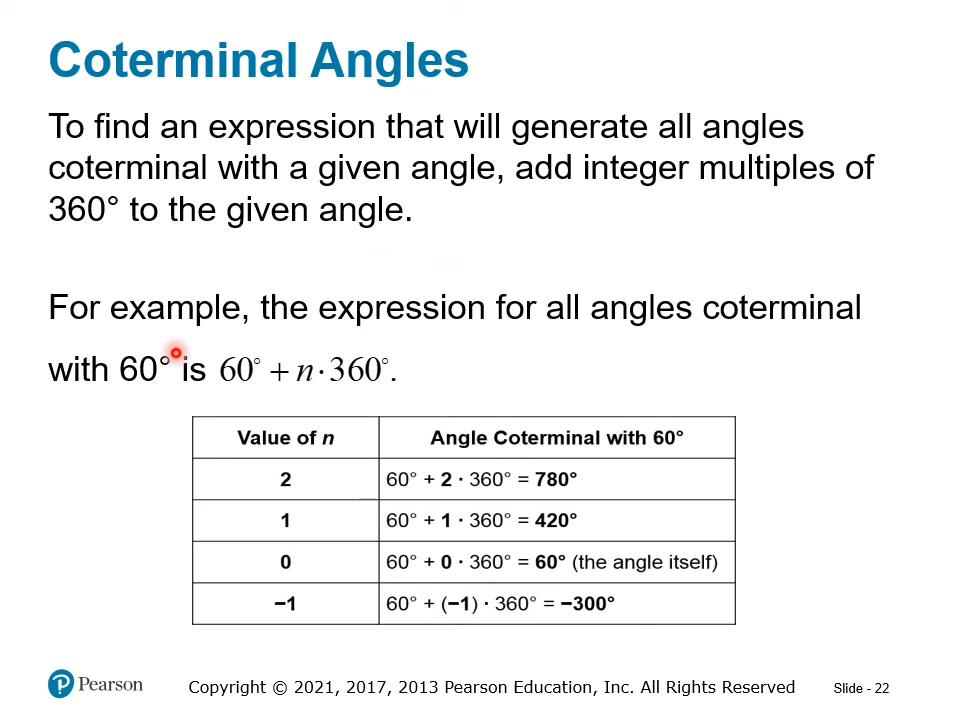 Coterminal Angles
To find an expression that will generate all angles
coterminal with a given angle, add integer multiples of
360° to the given angle.
For example, the expression for all angles coterminal
with 60° is 60° + n · 360°.
Value of n Angle Coterminal with 60°
2 60° + 2 · 360° = 780°
1 60° + 1 · 360° = 420°
0 60° + 0 · 360° = 60° (the angle itself)
−1 60° + (−1) · 360° = −300°
Pearson Copyright © 2021, 2017, 2013 Pearson Education, Inc. All Rights Reserved Slide - 22